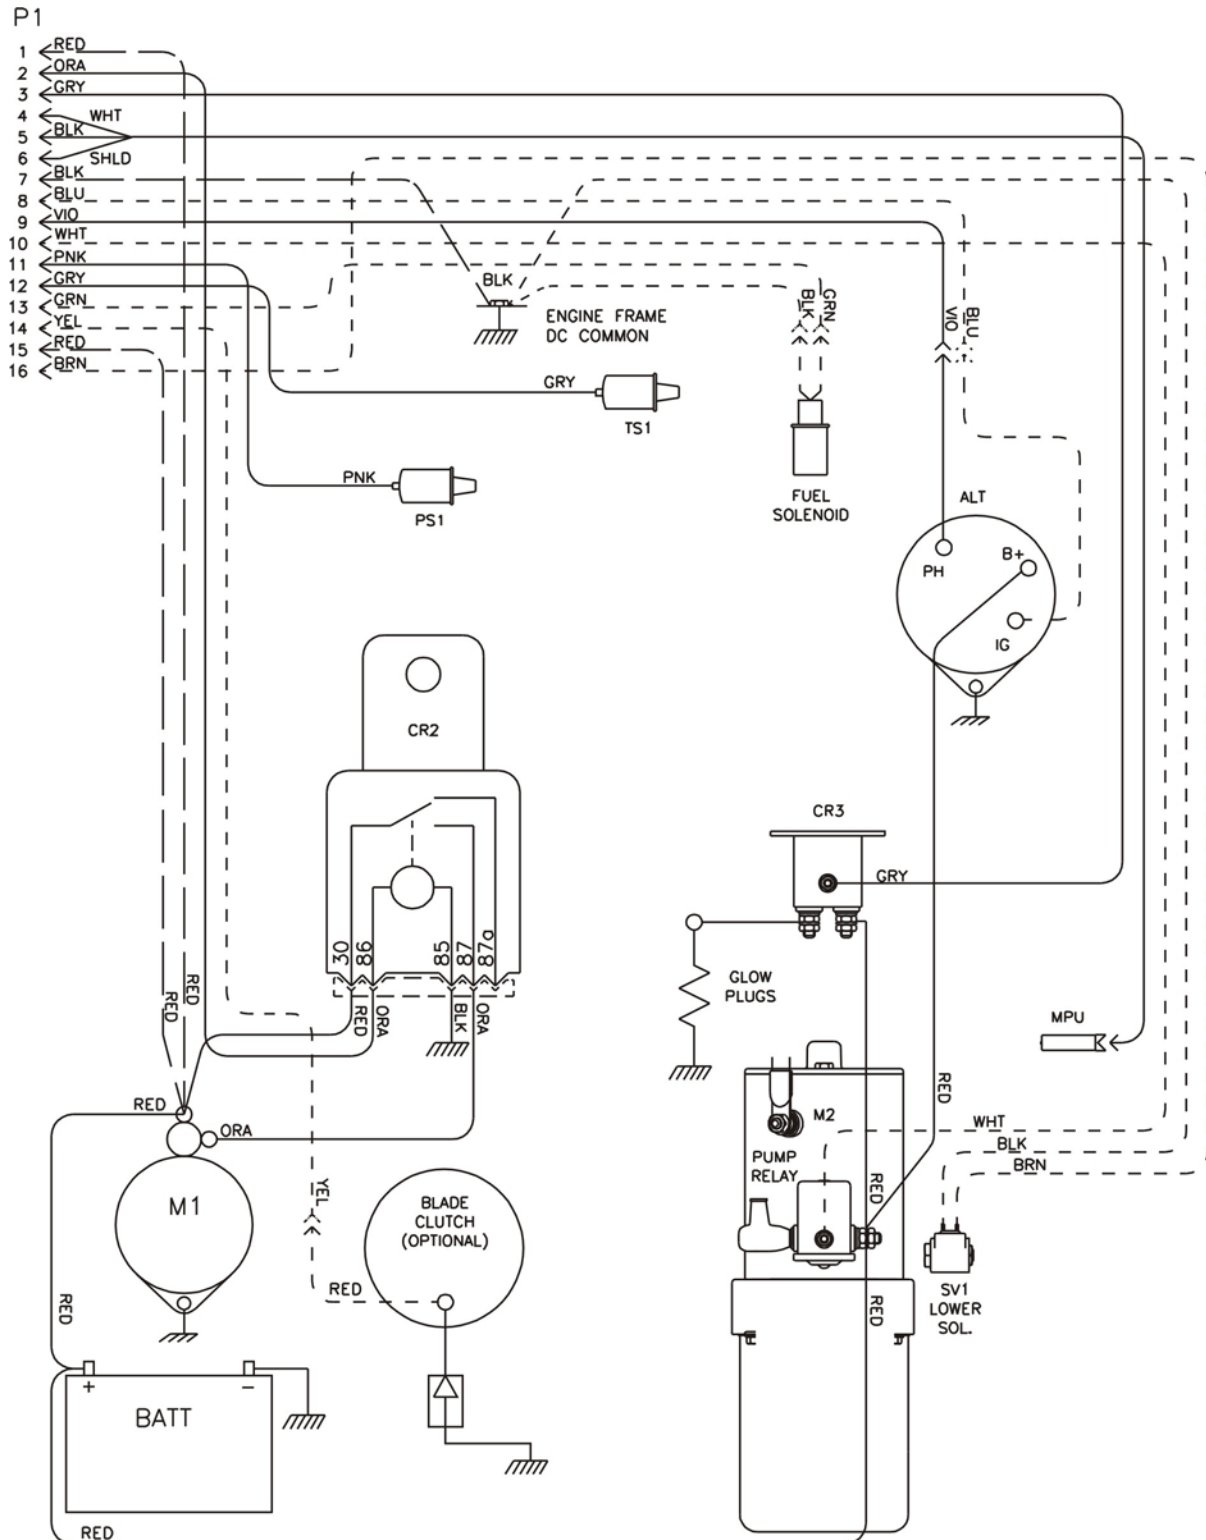 P1
1 RED
2 ORA
3 GRY
4 WHT
5 BLK
6 SHLD
7 BLK
8 BLU
9 VIO
10 WHT
11 PNK
12 GRY
13 GRN
14 YEL
15 RED
16 BRN
BLK
ENGINE FRAME
DC COMMON
BLK
GRN
VIO
BLU
GRY
TS1
PNK
PS1
FUEL
SOLENOID
ALT
PH
B+
IG
CR2
CR3
GRY
30
86
85
87
87a
RED
RED
RED
ORA
BLK
ORA
GLOW
PLUGS
MPU
RED
ORA
M1
RED
YEL
RED
BLADE
CLUTCH
(OPTIONAL)
M2
PUMP
RELAY
RED
RED
RED
WHT
BLK
BRN
SV1
LOWER
SOL.
+
−
BATT
RED